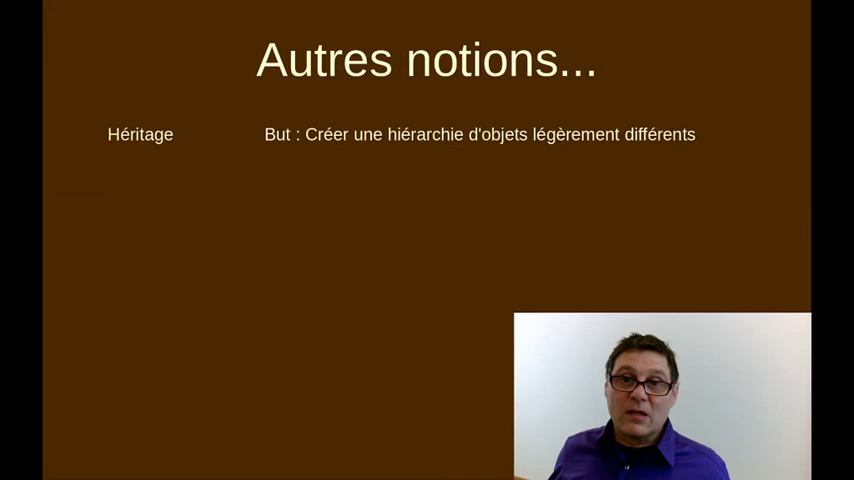 Autres notions...
Héritage But : Créer une hiérarchie d'objets légèrement différents